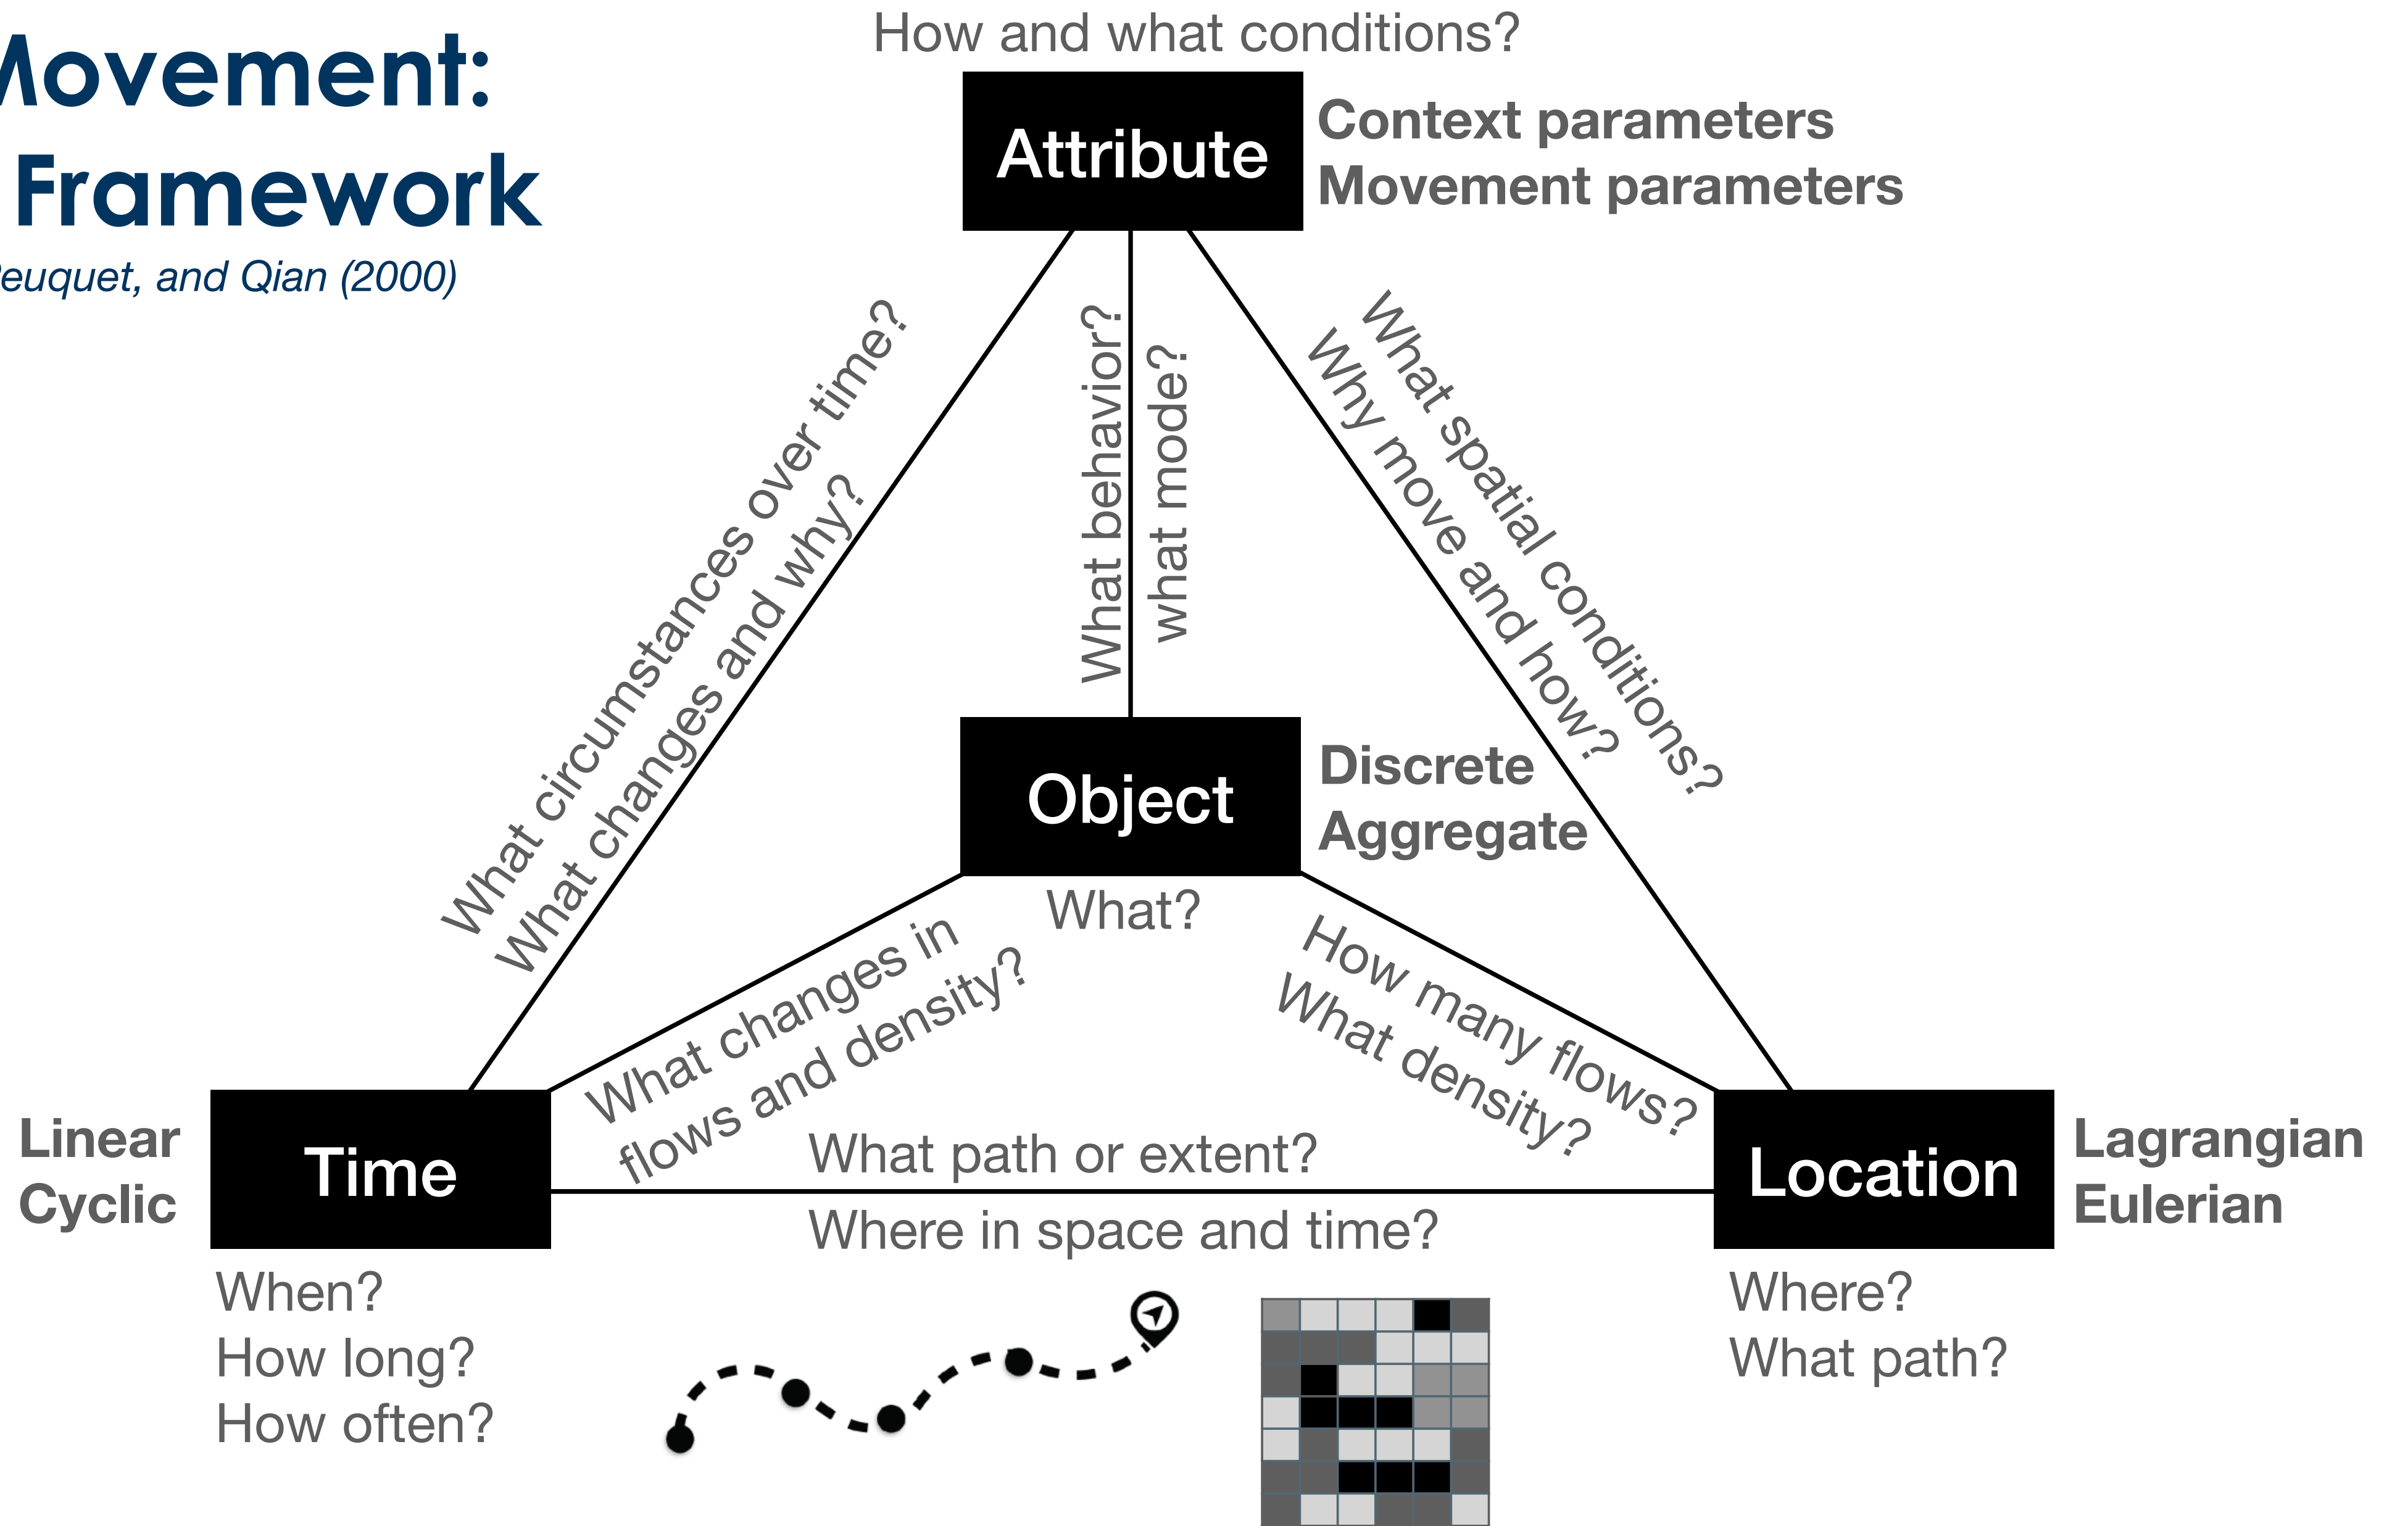 Movement:
Framework
Peuquet, and Qian (2000)
How and what conditions?
Attribute
Context parameters
Movement parameters
What circumstances over time?
What changes and why?
What behavior?
what mode?
What spatial conditions?
Why move and how?
Object
Discrete
Aggregate
What?
What changes in
flows and density?
How many flows?
What density?
Linear
Cyclic
Time
What path or extent?
Where in space and time?
Location
Lagrangian
Eulerian
When?
How long?
How often?
Where?
What path?